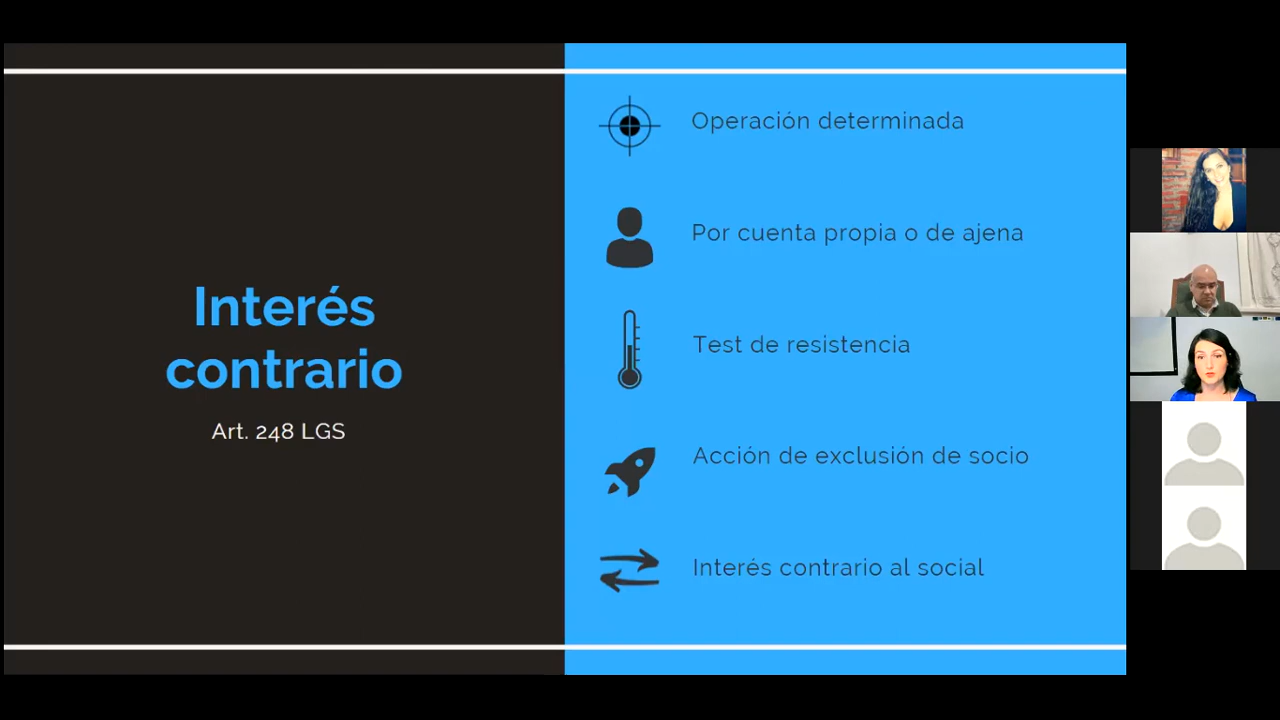 Interés
contrario
Art. 248 LGS
Operación determinada
Por cuenta propia o de ajena
Test de resistencia
Acción de exclusión de socio
Interés contrario al social